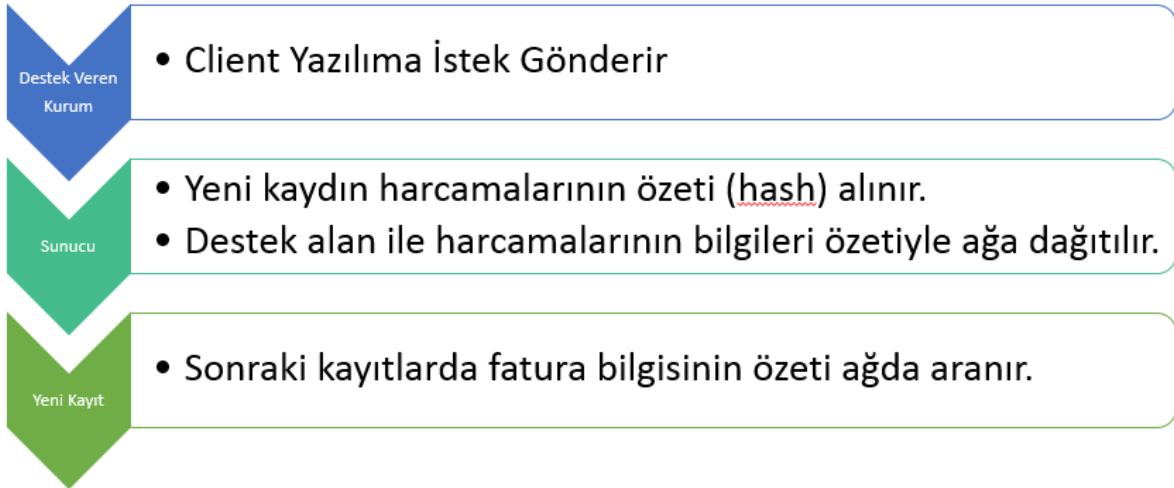 Destek Veren
Kurum
• Client Yazılıma İstek Gönderir
Sunucu
• Yeni kaydın harcamalarının özeti (hash) alınır.
• Destek alan ile harcamalarının bilgileri özetiyle ağa dağıtılır.
Yeni Kayıt
• Sonraki kayıtlarda fatura bilgisinin özeti ağda aranır.